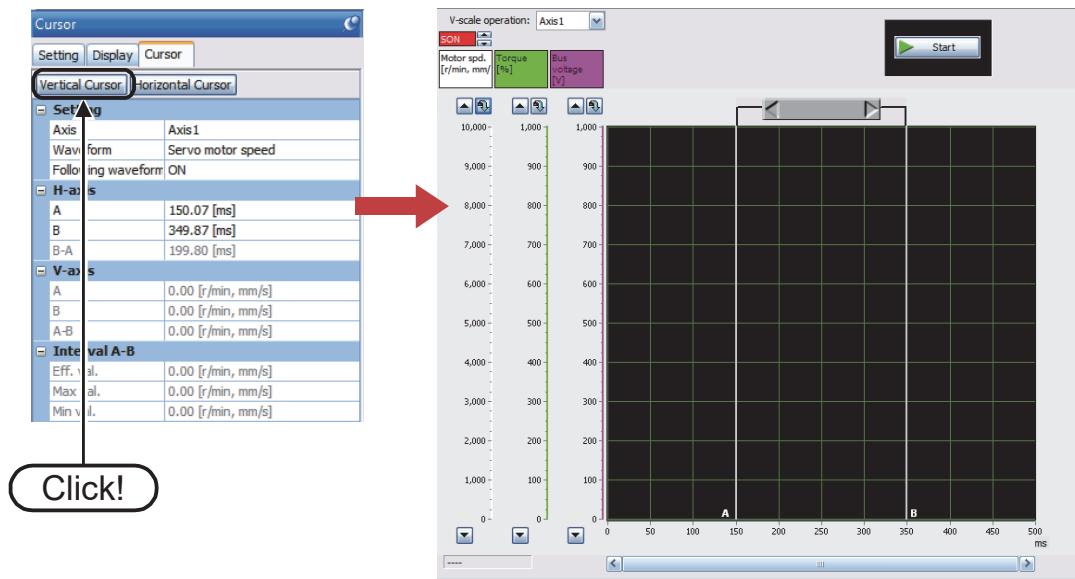 Cursor
Setting Display Cursor
Vertical Cursor Horizontal Cursor
Setting
Axis Axis1
Waveform Servo motor speed
Following waveform ON
H-axis
A 150.07 [ms]
B 349.87 [ms]
B-A 199.80 [ms]
V-axis
A 0.00 [r/min, mm/s]
B 0.00 [r/min, mm/s]
A-B 0.00 [r/min, mm/s]
Interval A-B
Eff. val. 0.00 [r/min, mm/s]
Max val. 0.00 [r/min, mm/s]
Min val. 0.00 [r/min, mm/s]
Click!
V-scale operation: Axis1
SON
Start
Motor spd. Torque Bus
[r/min, mm/ [%] voltage
[V]
10,000 1,000 1,000
9,000 900 900
8,000 800 800
7,000 700 700
6,000 600 600
5,000 500 500
4,000 400 400
3,000 300 300
2,000 200 200
1,000 100 100
0 0 0
A B
0 50 100 150 200 250 300 350 400 450 500
ms
----